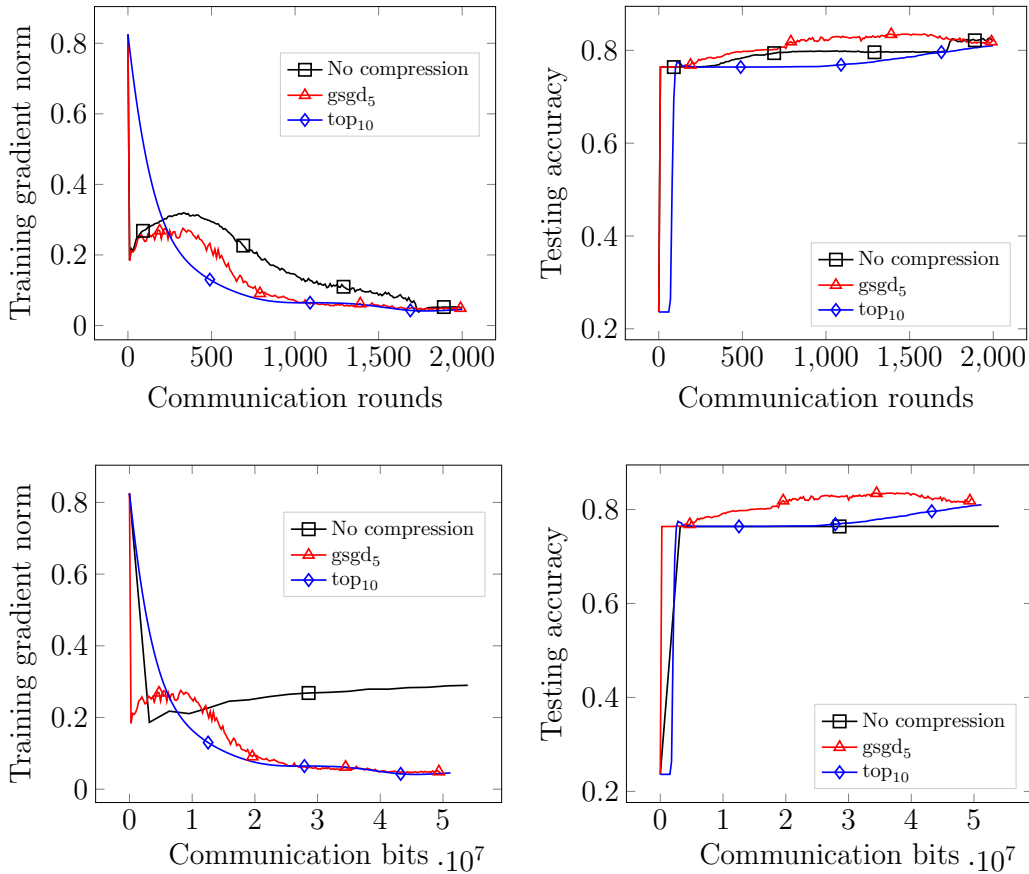 Training gradient norm
0.8
0.6
0.4
0.2
0
0
500
1,000
1,500
2,000
Communication rounds
No compression
gsgd₅
top₁₀
Testing accuracy
0.8
0.6
0.4
0.2
0
500
1,000
1,500
2,000
Communication rounds
No compression
gsgd₅
top₁₀
Training gradient norm
0.8
0.6
0.4
0.2
0
0
1
2
3
4
5
Communication bits ·10⁷
No compression
gsgd₅
top₁₀
Testing accuracy
0.8
0.6
0.4
0.2
0
1
2
3
4
5
Communication bits ·10⁷
No compression
gsgd₅
top₁₀